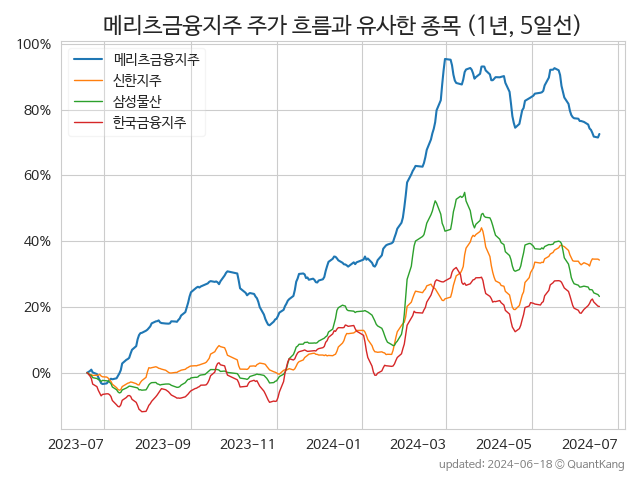 메리츠금융지주 주가 흐름과 유사한 종목 (1년, 5일선)
100%
80%
60%
40%
20%
0%
메리츠금융지주
신한지주
삼성물산
한국금융지주
2023-07 2023-09 2023-11 2024-01 2024-03 2024-05 2024-07
updated: 2024-06-18 © QuantKang